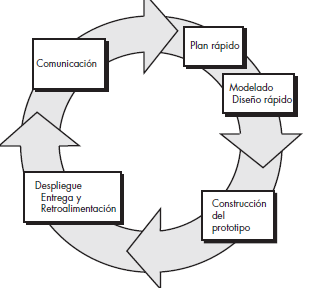 Comunicación
Plan rápido
Modelado
Diseño rápido
Construcción
del
prototipo
Despliegue
Entrega y
Retroalimentación